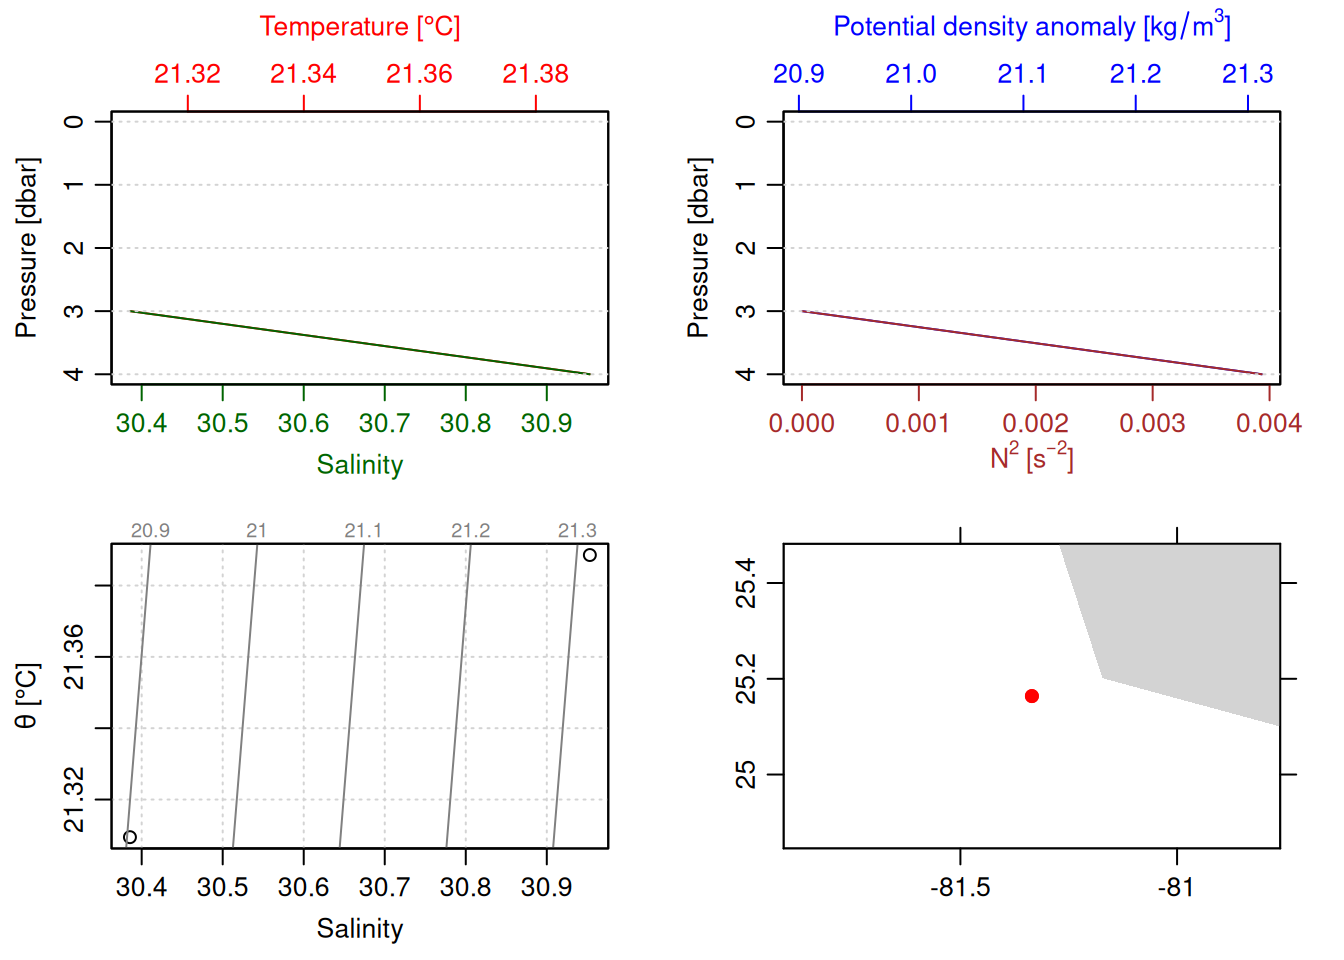 Temperature [°C]
21.32 21.34 21.36 21.38
Pressure [dbar]
0
1
2
3
4
30.4 30.5 30.6 30.7 30.8 30.9
Salinity
Potential density anomaly [kg/m³]
20.9 21.0 21.1 21.2 21.3
Pressure [dbar]
0
1
2
3
4
0.000 0.001 0.002 0.003 0.004
N² [s⁻²]
20.9 21 21.1 21.2 21.3
θ [°C]
21.36
21.32
30.4 30.5 30.6 30.7 30.8 30.9
Salinity
25.4
25.2
25
-81.5 -81